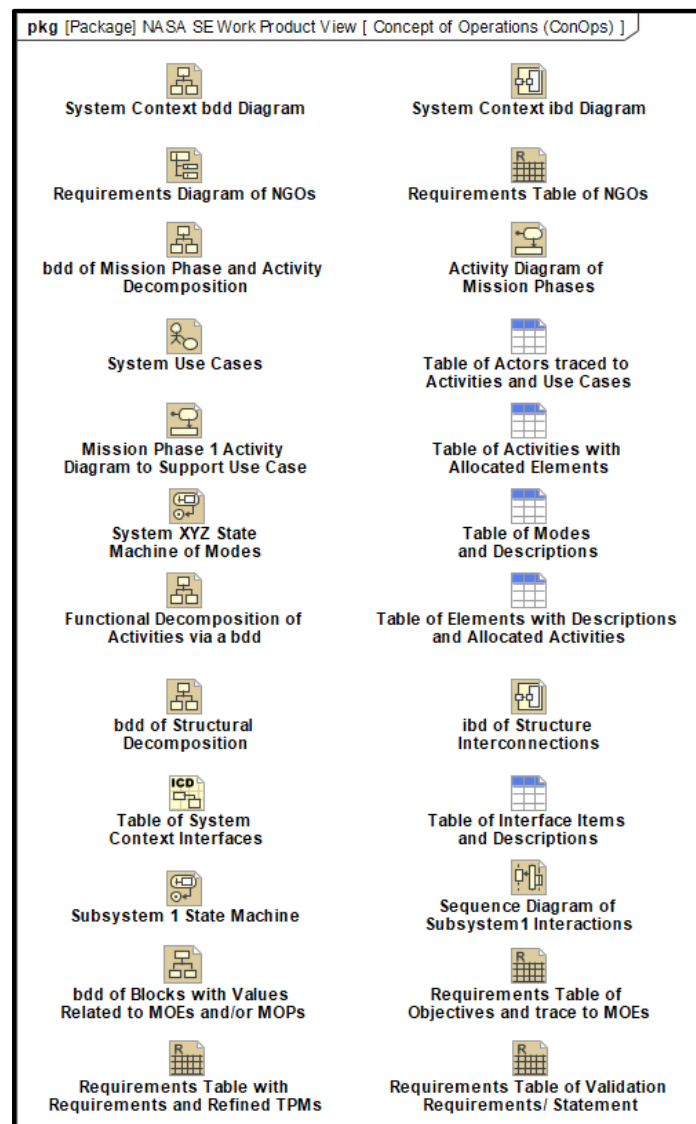 pkg [Package] NASA SE Work Product View [ Concept of Operations (ConOps) ]
System Context bdd Diagram
System Context ibd Diagram
Requirements Diagram of NGOs
R
Requirements Table of NGOs
bdd of Mission Phase and Activity
Decomposition
Activity Diagram of
Mission Phases
System Use Cases
Table of Actors traced to
Activities and Use Cases
Mission Phase 1 Activity
Diagram to Support Use Case
Table of Activities with
Allocated Elements
System XYZ State
Machine of Modes
Table of Modes
and Descriptions
Functional Decomposition of
Activities via a bdd
Table of Elements with Descriptions
and Allocated Activities
bdd of Structural
Decomposition
ibd of Structure
Interconnections
ICD
Table of System
Context Interfaces
Table of Interface Items
and Descriptions
Subsystem 1 State Machine
Sequence Diagram of
Subsystem1 Interactions
bdd of Blocks with Values
Related to MOEs and/or MOPs
R
Requirements Table of
Objectives and trace to MOEs
R
Requirements Table with
Requirements and Refined TPMs
R
Requirements Table of Validation
Requirements/ Statement